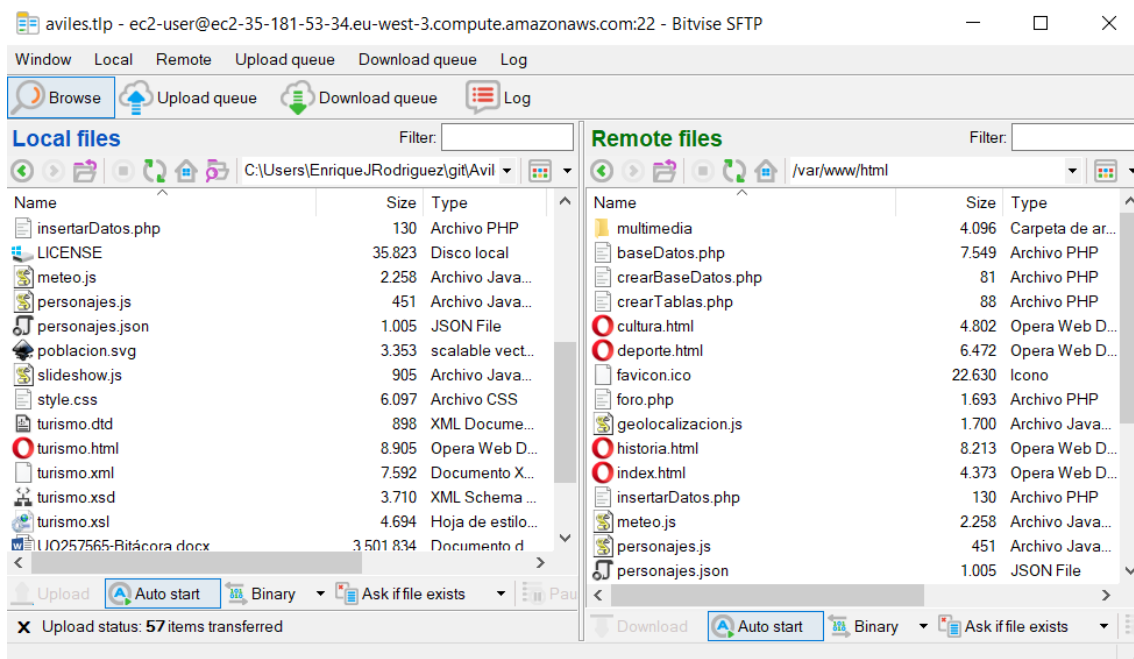 aviles.tlp - ec2-user@ec2-35-181-53-34.eu-west-3.compute.amazonaws.com:22 - Bitvise SFTP
Window Local Remote Upload queue Download queue Log
Browse Upload queue Download queue Log
Local files Filter:
C:\Users\EnriqueJRodriguez\git\Avil
Name Size Type
insertarDatos.php 130 Archivo PHP
LICENSE 35.823 Disco local
meteo.js 2.258 Archivo Java...
personajes.js 451 Archivo Java...
personajes.json 1.005 JSON File
poblacion.svg 3.353 scalable vect...
slideshow.js 905 Archivo Java...
style.css 6.097 Archivo CSS
turismo.dtd 898 XML Docume...
turismo.html 8.905 Opera Web D...
turismo.xml 7.592 Documento X...
turismo.xsd 3.710 XML Schema ...
turismo.xsl 4.694 Hoja de estilo...
UO257565-Bitácora.docx 3.501.834 Documento d
Upload Auto start Binary Ask if file exists Pau
X Upload status: 57 items transferred
Remote files Filter:
/var/www/html
Name Size Type
multimedia 4.096 Carpeta de ar...
baseDatos.php 7.549 Archivo PHP
crearBaseDatos.php 81 Archivo PHP
crearTablas.php 88 Archivo PHP
cultura.html 4.802 Opera Web D...
deporte.html 6.472 Opera Web D...
favicon.ico 22.630 Icono
foro.php 1.693 Archivo PHP
geolocalizacion.js 1.700 Archivo Java...
historia.html 8.213 Opera Web D...
index.html 4.373 Opera Web D...
insertarDatos.php 130 Archivo PHP
meteo.js 2.258 Archivo Java...
personajes.js 451 Archivo Java...
personajes.json 1.005 JSON File
Download Auto start Binary Ask if file exists